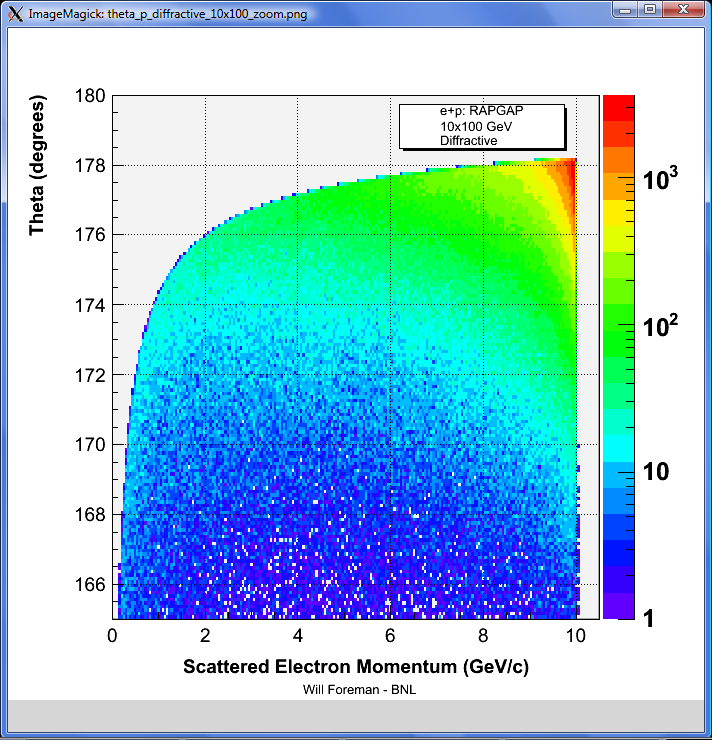 ImageMagick: theta_p_diffractive_10x100_zoom.png
Theta (degrees)
180
178
176
174
172
170
168
166
e+p: RAPGAP
10x100 GeV
Diffractive
10³
10²
10
1
0 2 4 6 8 10
Scattered Electron Momentum (GeV/c)
Will Foreman - BNL